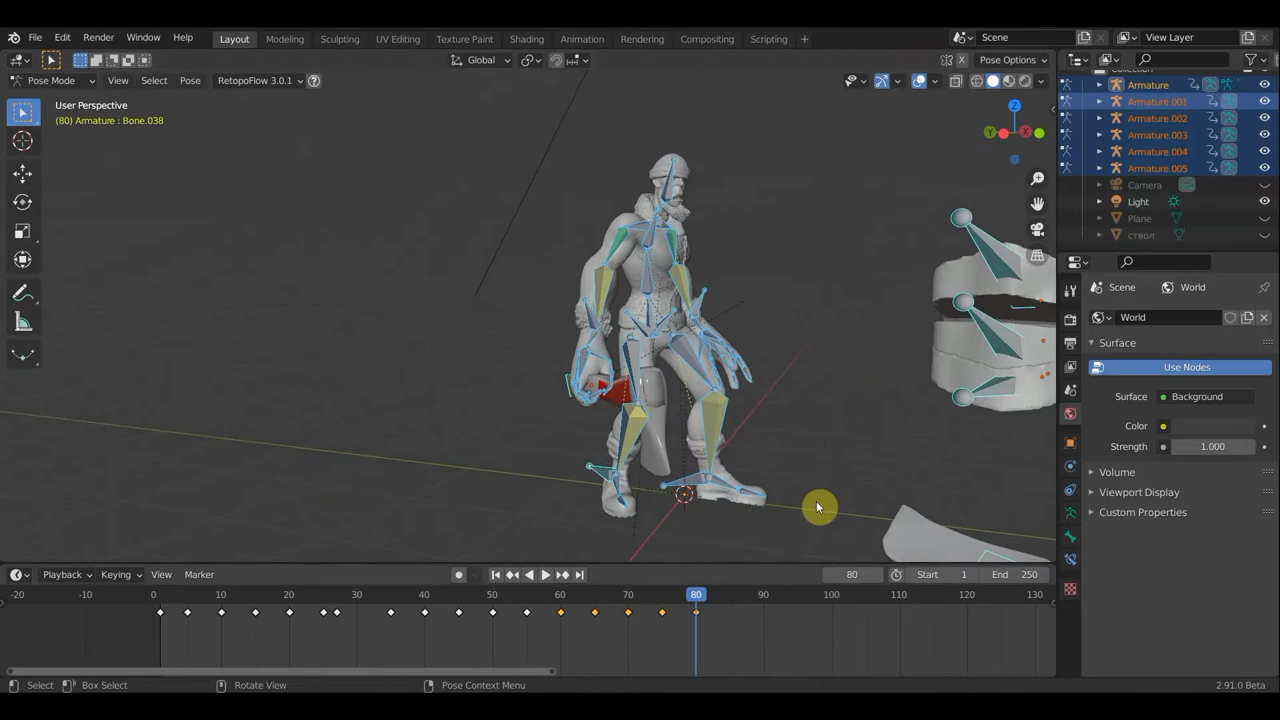 File Edit Render Window Help Layout Modeling Sculpting UV Editing Texture Paint Shading Animation Rendering Compositing Scripting + Scene View Layer
Global Pose Options
Pose Mode View Select Pose RetopoFlow 3.0.1
User Perspective
(80) Armature : Bone.038
Z
Y
X
Collection
Armature
Armature.001
Armature.002
Armature.003
Armature.004
Armature.005
Camera
Light
Plane
ствол
Scene World
World
Surface
Use Nodes
Surface: Background
Color
Strength 1.000
Volume
Viewport Display
Custom Properties
Playback Keying View Marker 80 Start 1 End 250
-20 -10 0 10 20 30 40 50 60 70 80 90 100 110 120 130
Select Box Select Rotate View Pose Context Menu 2.91.0 Beta